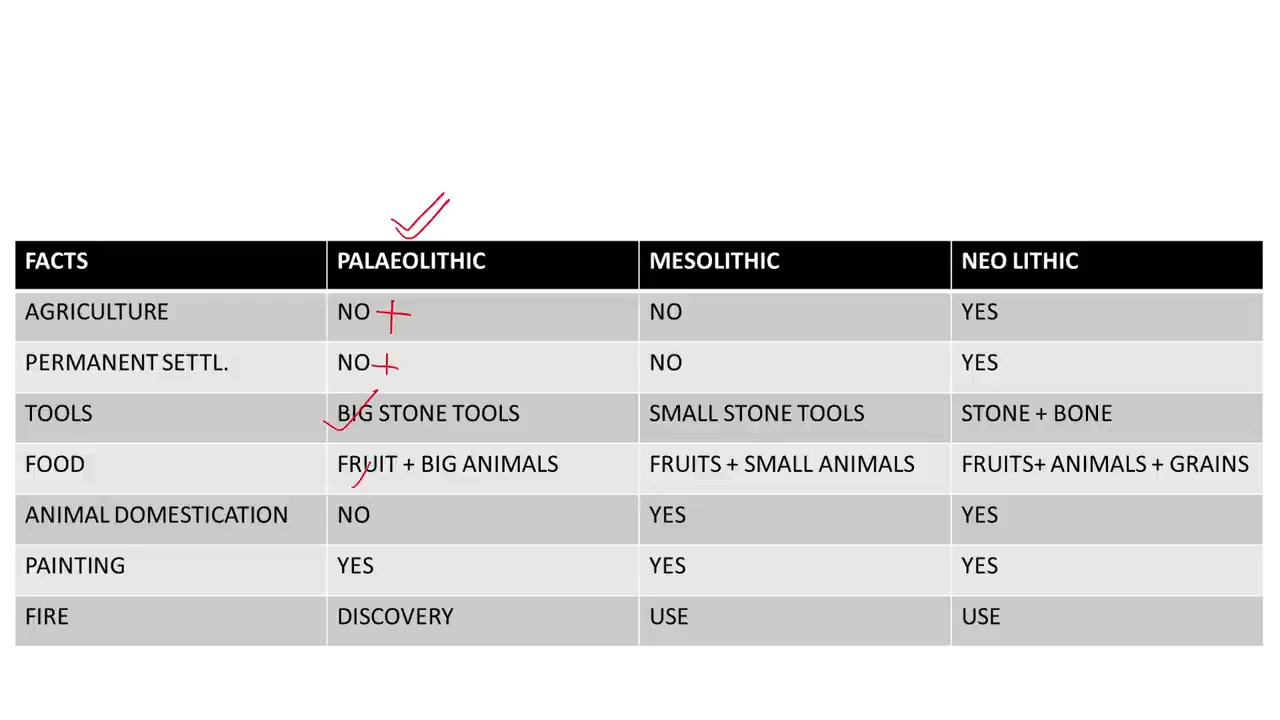 FACTS PALAEOLITHIC MESOLITHIC NEO LITHIC
AGRICULTURE NO NO YES
PERMANENT SETTL. NO NO YES
TOOLS BIG STONE TOOLS SMALL STONE TOOLS STONE + BONE
FOOD FRUIT + BIG ANIMALS FRUITS + SMALL ANIMALS FRUITS+ ANIMALS + GRAINS
ANIMAL DOMESTICATION NO YES YES
PAINTING YES YES YES
FIRE DISCOVERY USE USE